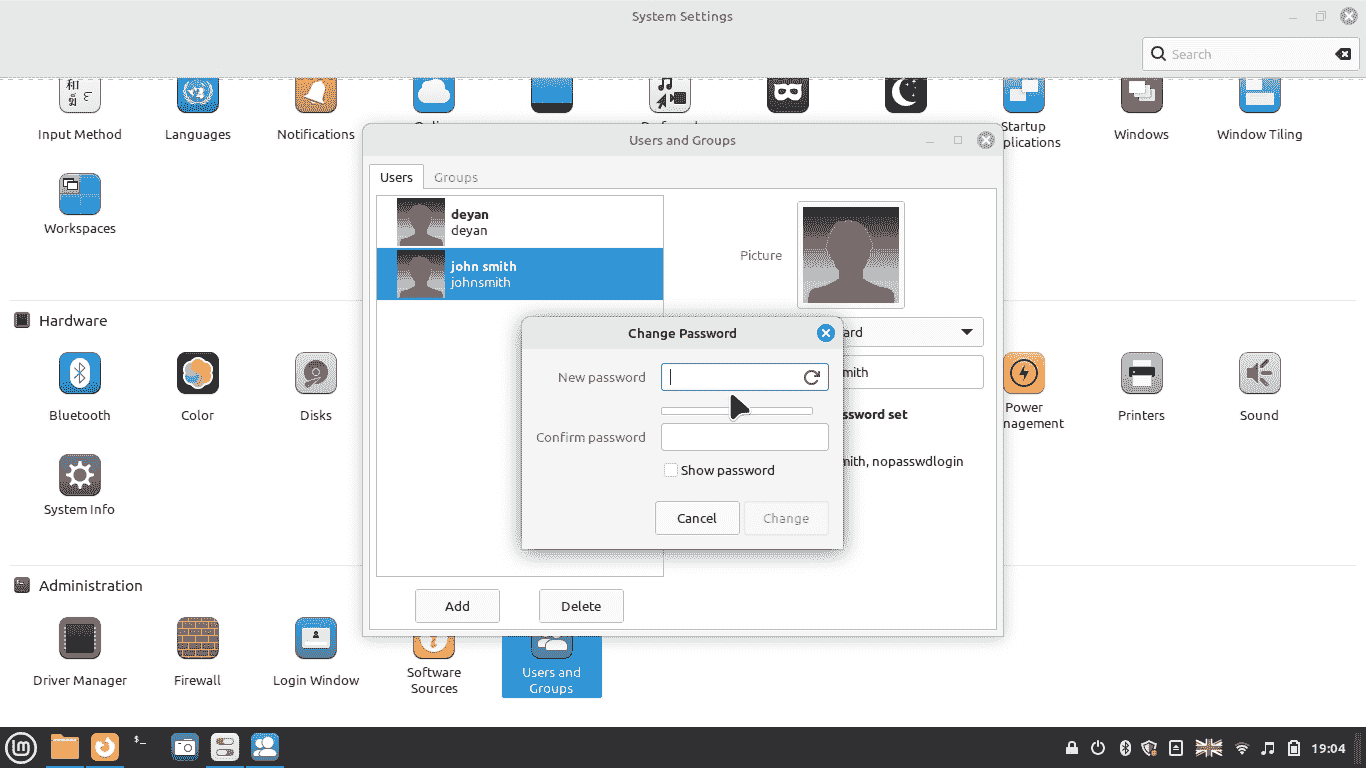 System Settings
Search
Input Method
Languages
Notifications
Startup
plications
Windows
Window Tiling
Workspaces
Users and Groups
Users
Groups
deyan
deyan
john smith
johnsmith
Picture
ard
mith
ssword set
mith, nopasswdlogin
Change Password
New password
Confirm password
Show password
Cancel
Change
Add
Delete
Hardware
Bluetooth
Color
Disks
Power
nagement
Printers
Sound
System Info
Administration
Driver Manager
Firewall
Login Window
Software
Sources
Users and
Groups
19:04